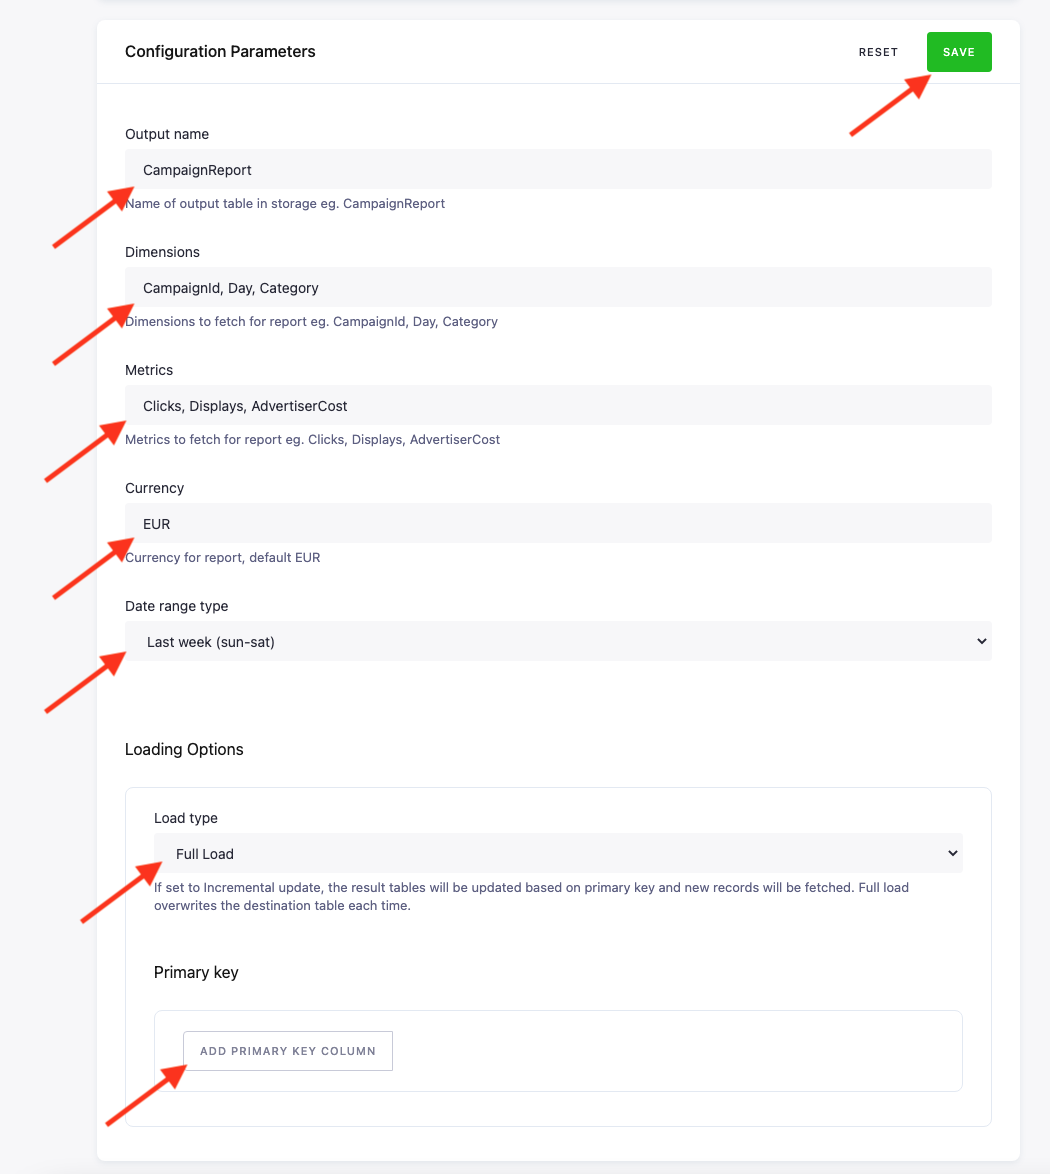 Configuration Parameters
RESET
SAVE
Output name
CampaignReport
Name of output table in storage eg. CampaignReport
Dimensions
CampaignId, Day, Category
Dimensions to fetch for report eg. CampaignId, Day, Category
Metrics
Clicks, Displays, AdvertiserCost
Metrics to fetch for report eg. Clicks, Displays, AdvertiserCost
Currency
EUR
Currency for report, default EUR
Date range type
Last week (sun-sat)
Loading Options
Load type
Full Load
If set to Incremental update, the result tables will be updated based on primary key and new records will be fetched. Full load
overwrites the destination table each time.
Primary key
ADD PRIMARY KEY COLUMN